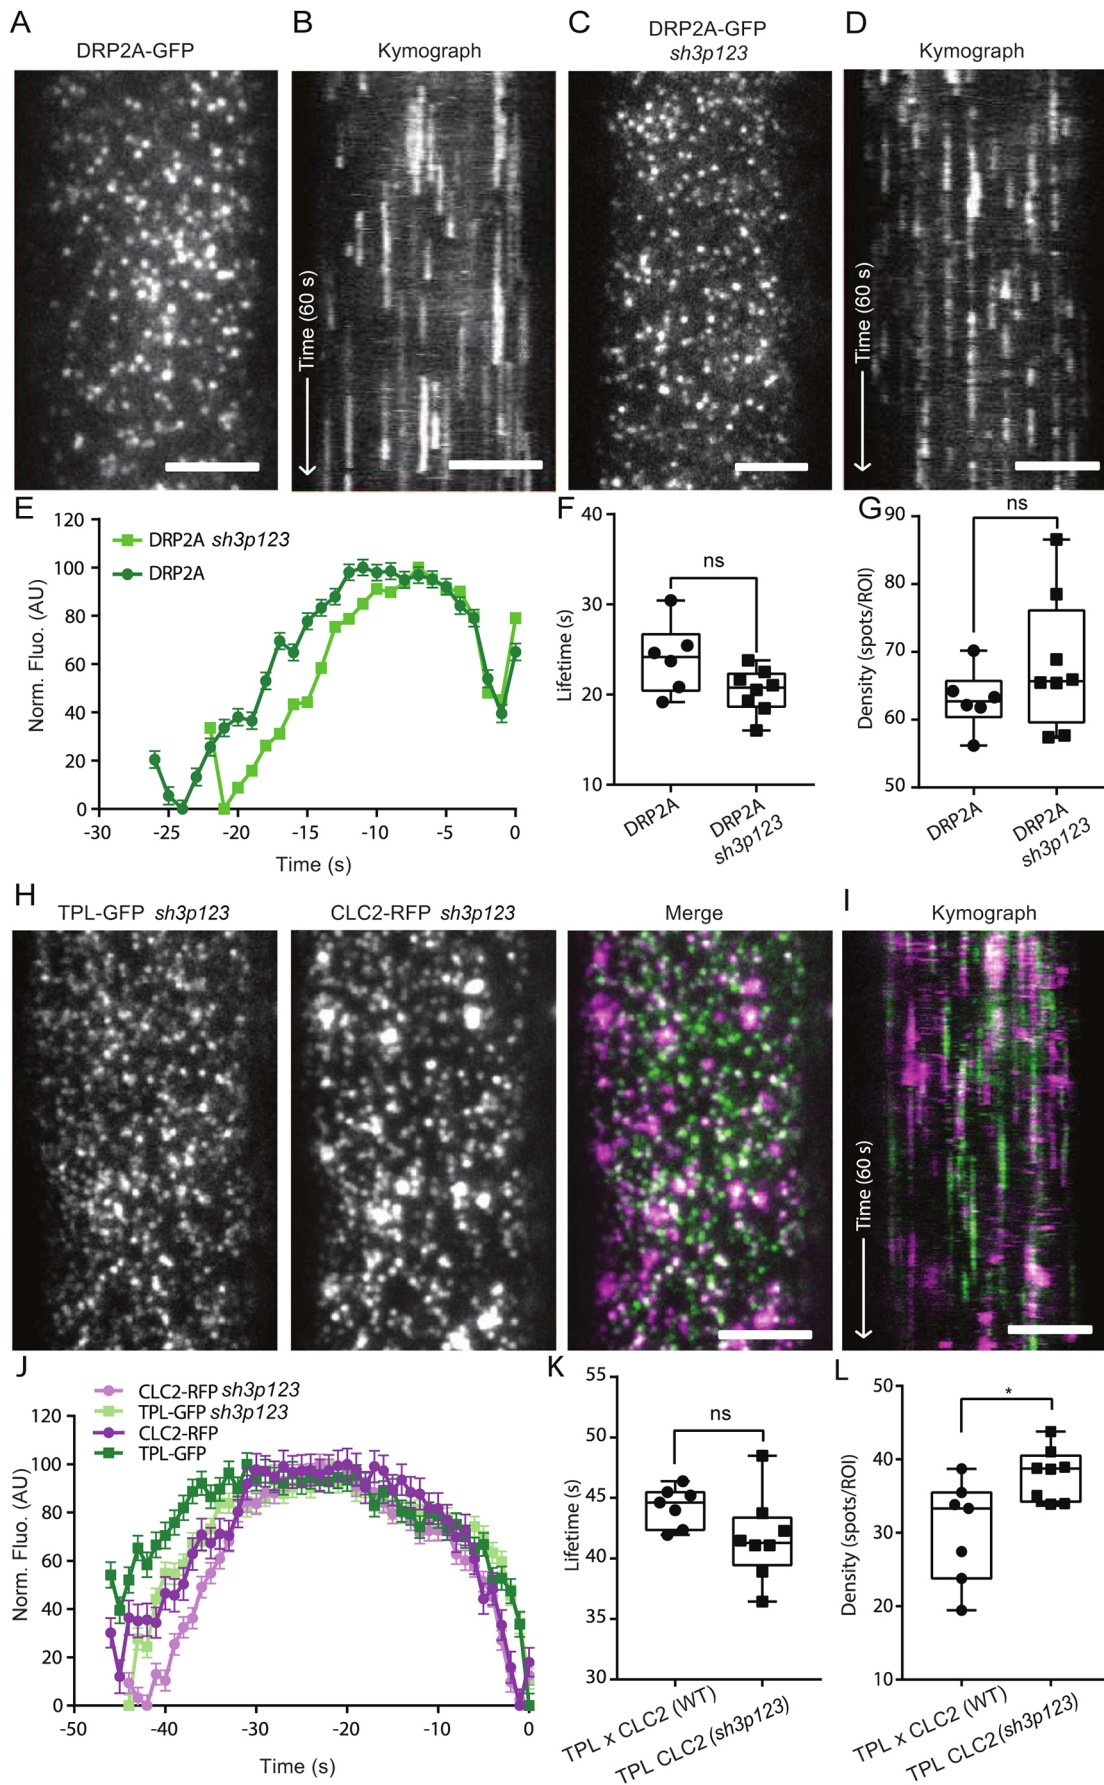 A
DRP2A-GFP
B
Kymograph
Time (60 s)
C
DRP2A-GFP
sh3p123
D
Kymograph
Time (60 s)
E
120
100
80
60
40
20
0
Norm. Fluo. (AU)
DRP2A sh3p123
DRP2A
-30
-25
-20
-15
-10
-5
0
Time (s)
F
40
30
20
10
Lifetime (s)
ns
DRP2A
DRP2A
sh3p123
G
90
80
70
60
50
Density (spots/ROI)
ns
DRP2A
DRP2A
sh3p123
H
TPL-GFP sh3p123
CLC2-RFP sh3p123
Merge
I
Kymograph
Time (60 s)
J
CLC2-RFP sh3p123
TPL-GFP sh3p123
CLC2-RFP
TPL-GFP
120
100
80
60
40
20
0
Norm. Fluo. (AU)
-50
-40
-30
-20
-10
0
Time (s)
K
55
50
45
40
35
30
Lifetime (s)
ns
TPL x CLC2 (WT)
TPL CLC2 (sh3p123)
L
50
40
30
20
10
Density (spots/ROI)
*
TPL x CLC2 (WT)
TPL CLC2 (sh3p123)